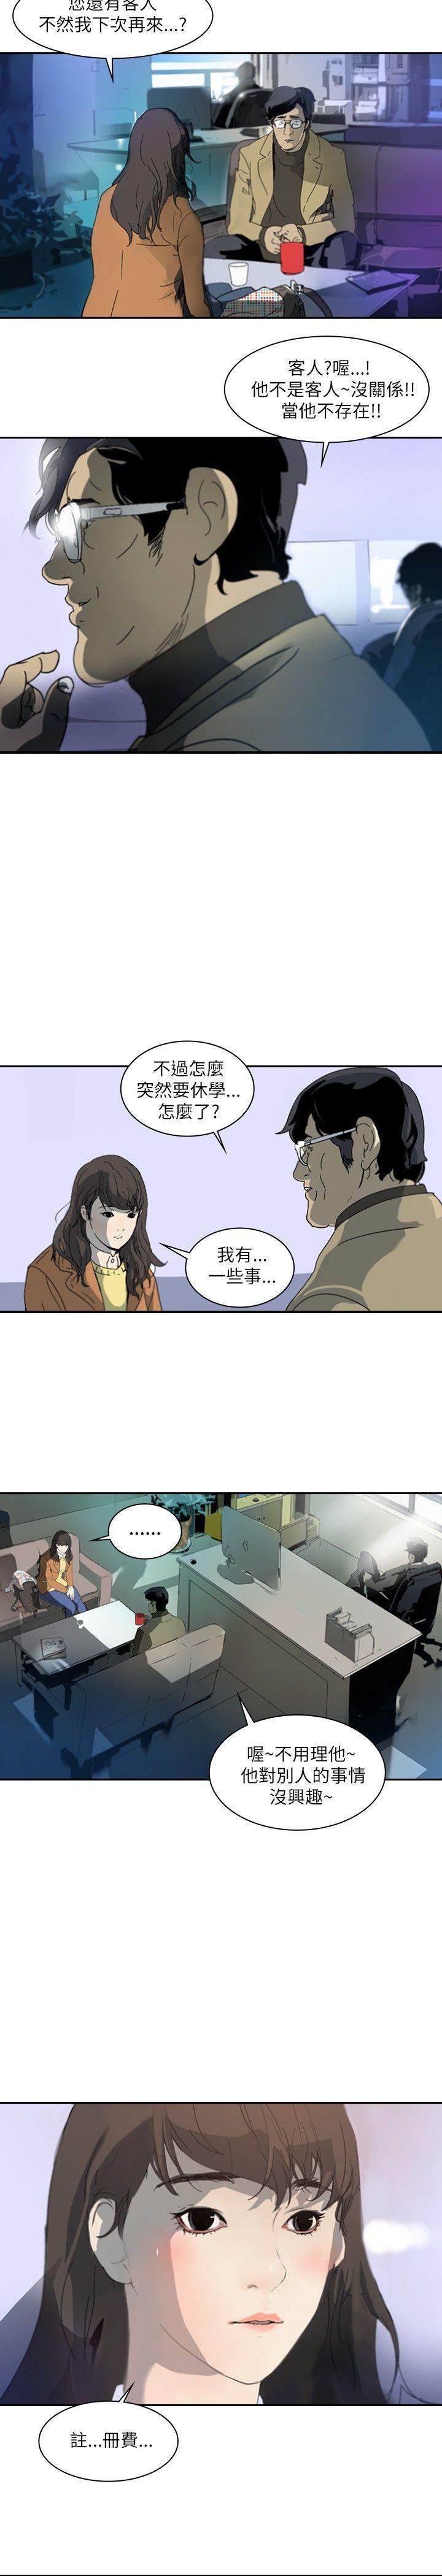 您還有客人
不然我下次再來...?
客人?喔...!
他不是客人~沒關係!!
當他不存在!!
不過怎麼
突然要休學...
怎麼了?
我有...
一些事...
......
喔~不用理他~
他對別人的事情
沒興趣~
註...冊費...